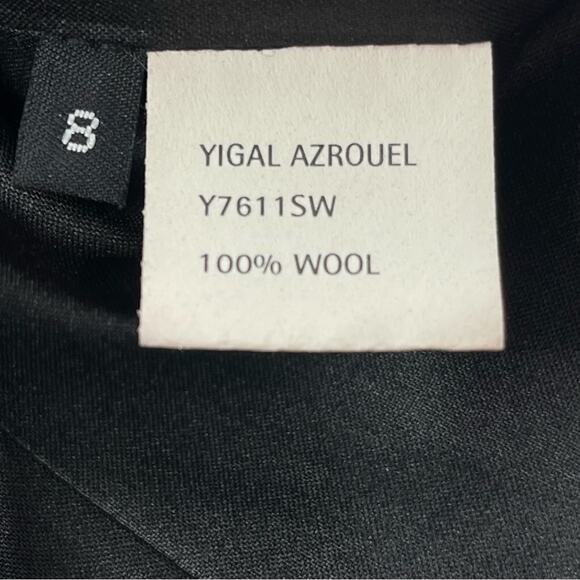 8
YIGAL AZROUEL
Y7611SW
100% WOOL